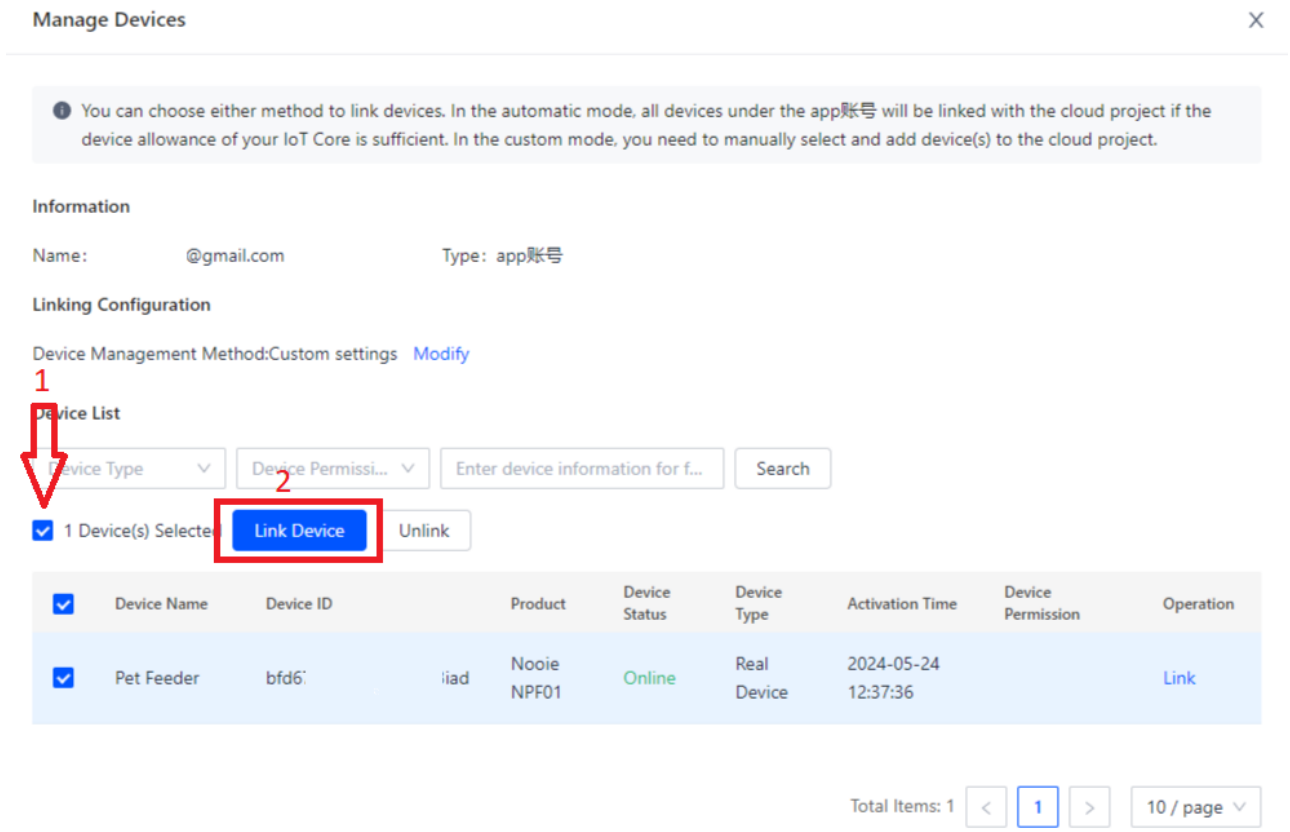 Manage Devices
You can choose either method to link devices. In the automatic mode, all devices under the app账号 will be linked with the cloud project if the
device allowance of your IoT Core is sufficient. In the custom mode, you need to manually select and add device(s) to the cloud project.
Information
Name: @gmail.com Type: app账号
Linking Configuration
Device Management Method:Custom settings Modify
1
Device List
Device Type Device Permissi... Enter device information for f... Search
2
1 Device(s) Selected Link Device Unlink
Device Name Device ID Product Device Status Device Type Activation Time Device Permission Operation
Pet Feeder bfd6 iad Nooie NPF01 Online Real Device 2024-05-24 12:37:36 Link
Total Items: 1 < 1 > 10 / page